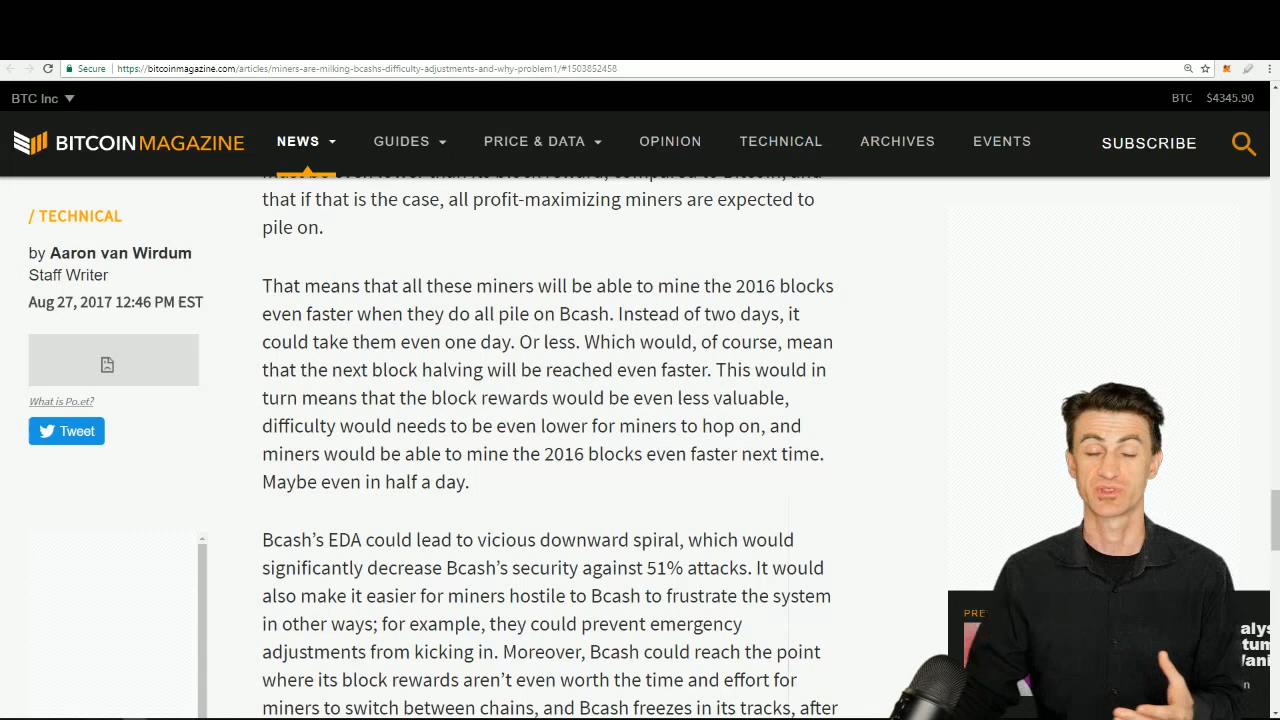 Secure
https://bitcoinmagazine.com/articles/miners-are-milking-bcashs-difficulty-adjustments-and-why-problem1/#1503852458
BTC Inc
BTC $4345.90
BITCOINMAGAZINE
NEWS GUIDES PRICE & DATA OPINION TECHNICAL ARCHIVES EVENTS SUBSCRIBE
/ TECHNICAL
by Aaron van Wirdum
Staff Writer
Aug 27, 2017 12:46 PM EST
What is Po.et?
Tweet
must be even lower than its block reward, compared to Bitcoin, and
that if that is the case, all profit-maximizing miners are expected to
pile on.
That means that all these miners will be able to mine the 2016 blocks
even faster when they do all pile on Bcash. Instead of two days, it
could take them even one day. Or less. Which would, of course, mean
that the next block halving will be reached even faster. This would in
turn means that the block rewards would be even less valuable,
difficulty would needs to be even lower for miners to hop on, and
miners would be able to mine the 2016 blocks even faster next time.
Maybe even in half a day.
Bcash's EDA could lead to vicious downward spiral, which would
significantly decrease Bcash's security against 51% attacks. It would
also make it easier for miners hostile to Bcash to frustrate the system
in other ways; for example, they could prevent emergency
adjustments from kicking in. Moreover, Bcash could reach the point
where its block rewards aren't even worth the time and effort for
miners to switch between chains, and Bcash freezes in its tracks, after